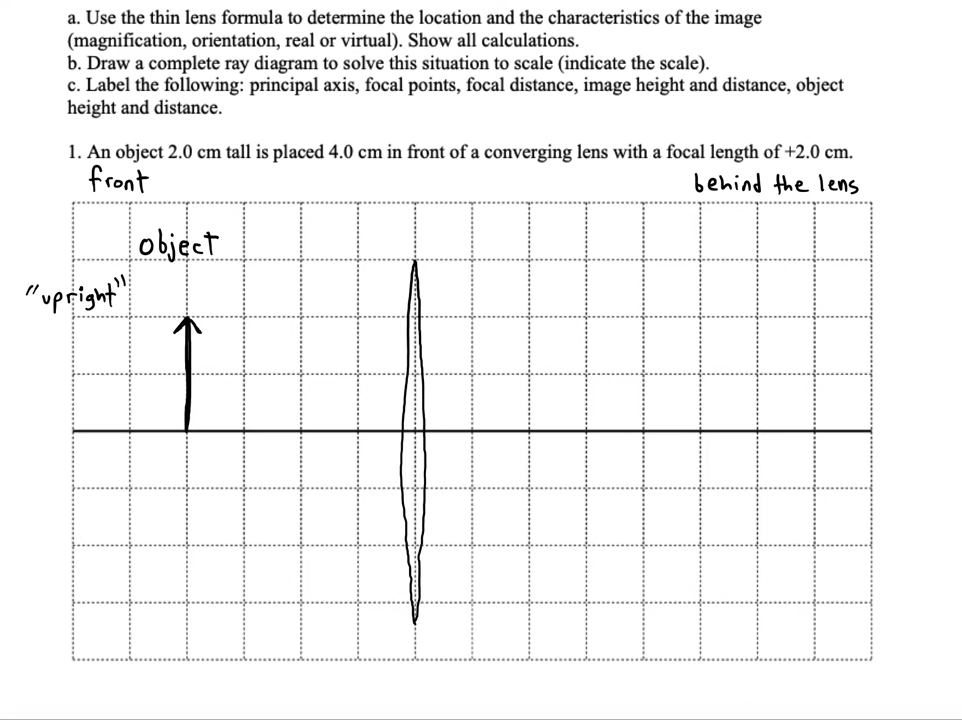 a. Use the thin lens formula to determine the location and the characteristics of the image
(magnification, orientation, real or virtual). Show all calculations.
b. Draw a complete ray diagram to solve this situation to scale (indicate the scale).
c. Label the following: principal axis, focal points, focal distance, image height and distance, object
height and distance.
1. An object 2.0 cm tall is placed 4.0 cm in front of a converging lens with a focal length of +2.0 cm.
front
behind the lens
object
"upright"